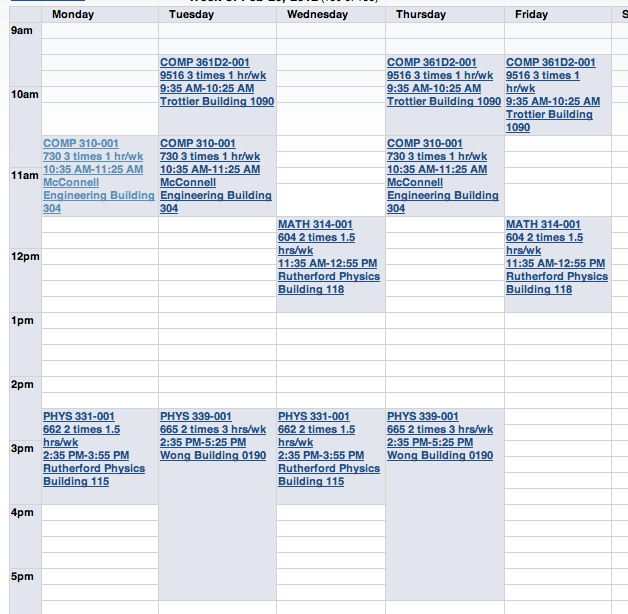 Monday Tuesday Wednesday Thursday Friday S
9am
COMP 361D2-001
9516 3 times 1 hr/wk
9:35 AM-10:25 AM
Trottier Building 1090
COMP 361D2-001
9516 3 times 1 hr/wk
9:35 AM-10:25 AM
Trottier Building 1090
COMP 361D2-001
9516 3 times 1
hr/wk
9:35 AM-10:25 AM
Trottier Building
1090
10am
COMP 310-001
730 3 times 1 hr/wk
10:35 AM-11:25 AM
McConnell
Engineering Building
304
COMP 310-001
730 3 times 1 hr/wk
10:35 AM-11:25 AM
McConnell
Engineering Building
304
COMP 310-001
730 3 times 1 hr/wk
10:35 AM-11:25 AM
McConnell
Engineering Building
304
11am
MATH 314-001
604 2 times 1.5
hrs/wk
11:35 AM-12:55 PM
Rutherford Physics
Building 118
MATH 314-001
604 2 times 1.5
hrs/wk
11:35 AM-12:55 PM
Rutherford Physics
Building 118
12pm
1pm
2pm
PHYS 331-001
662 2 times 1.5
hrs/wk
2:35 PM-3:55 PM
Rutherford Physics
Building 115
PHYS 339-001
665 2 times 3 hrs/wk
2:35 PM-5:25 PM
Wong Building 0190
PHYS 331-001
662 2 times 1.5
hrs/wk
2:35 PM-3:55 PM
Rutherford Physics
Building 115
PHYS 339-001
665 2 times 3 hrs/wk
2:35 PM-5:25 PM
Wong Building 0190
3pm
4pm
5pm